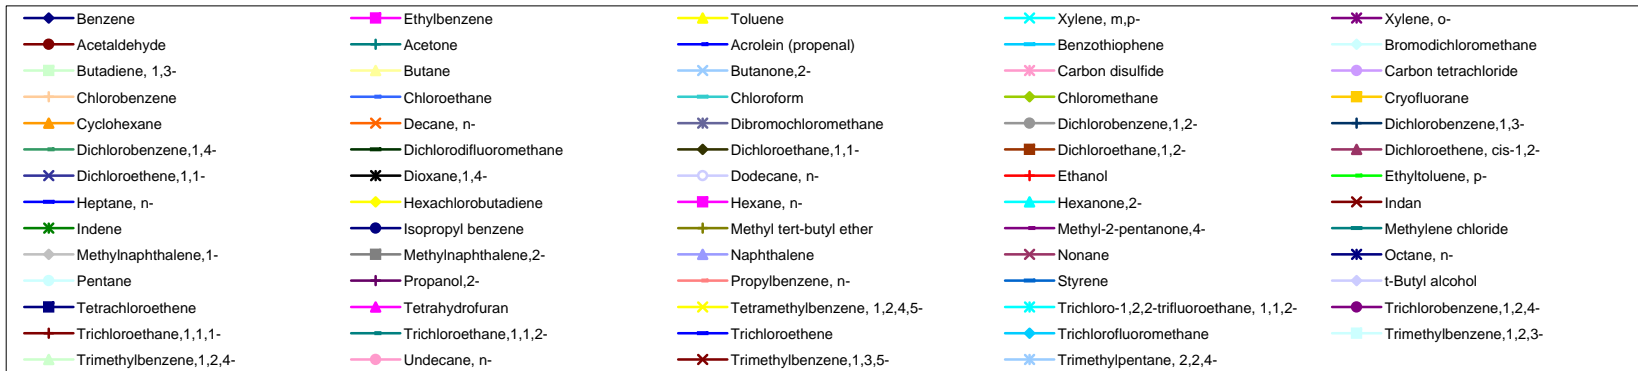 Benzene Ethylbenzene Toluene Xylene, m,p- Xylene, o-
Acetaldehyde Acetone Acrolein (propenal) Benzothiophene Bromodichloromethane
Butadiene, 1,3- Butane Butanone,2- Carbon disulfide Carbon tetrachloride
Chlorobenzene Chloroethane Chloroform Chloromethane Cryofluorane
Cyclohexane Decane, n- Dibromochloromethane Dichlorobenzene,1,2- Dichlorobenzene,1,3-
Dichlorobenzene,1,4- Dichlorodifluoromethane Dichloroethane,1,1- Dichloroethane,1,2- Dichloroethene, cis-1,2-
Dichloroethene,1,1- Dioxane,1,4- Dodecane, n- Ethanol Ethyltoluene, p-
Heptane, n- Hexachlorobutadiene Hexane, n- Hexanone,2- Indan
Indene Isopropyl benzene Methyl tert-butyl ether Methyl-2-pentanone,4- Methylene chloride
Methylnaphthalene,1- Methylnaphthalene,2- Naphthalene Nonane Octane, n-
Pentane Propanol,2- Propylbenzene, n- Styrene t-Butyl alcohol
Tetrachloroethene Tetrahydrofuran Tetramethylbenzene, 1,2,4,5- Trichloro-1,2,2-trifluoroethane, 1,1,2- Trichlorobenzene,1,2,4-
Trichloroethane,1,1,1- Trichloroethane,1,1,2- Trichloroethene Trichlorofluoromethane Trimethylbenzene,1,2,3-
Trimethylbenzene,1,2,4- Undecane, n- Trimethylbenzene,1,3,5- Trimethylpentane, 2,2,4-